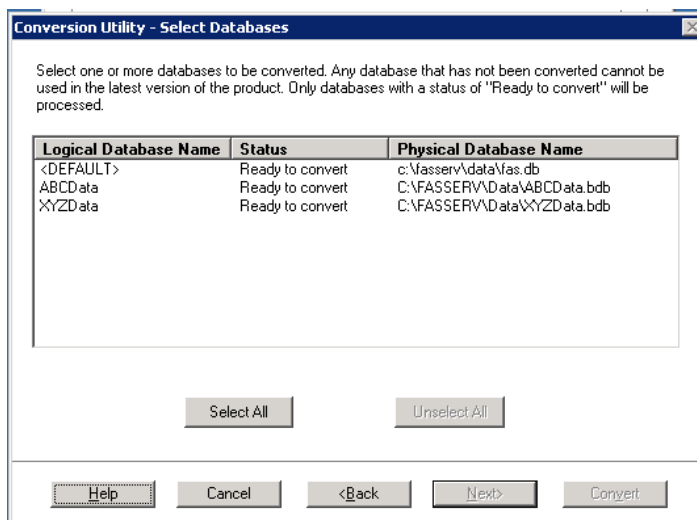 Conversion Utility - Select Databases
Select one or more databases to be converted. Any database that has not been converted cannot be
used in the latest version of the product. Only databases with a status of "Ready to convert" will be
processed.
Logical Database Name Status Physical Database Name
<DEFAULT> Ready to convert c:\fasserv\data\fas.db
ABCData Ready to convert C:\FASSERV\Data\ABCData.bdb
XYZData Ready to convert C:\FASSERV\Data\XYZData.bdb
Select All Unselect All
Help Cancel <Back Next> Convert